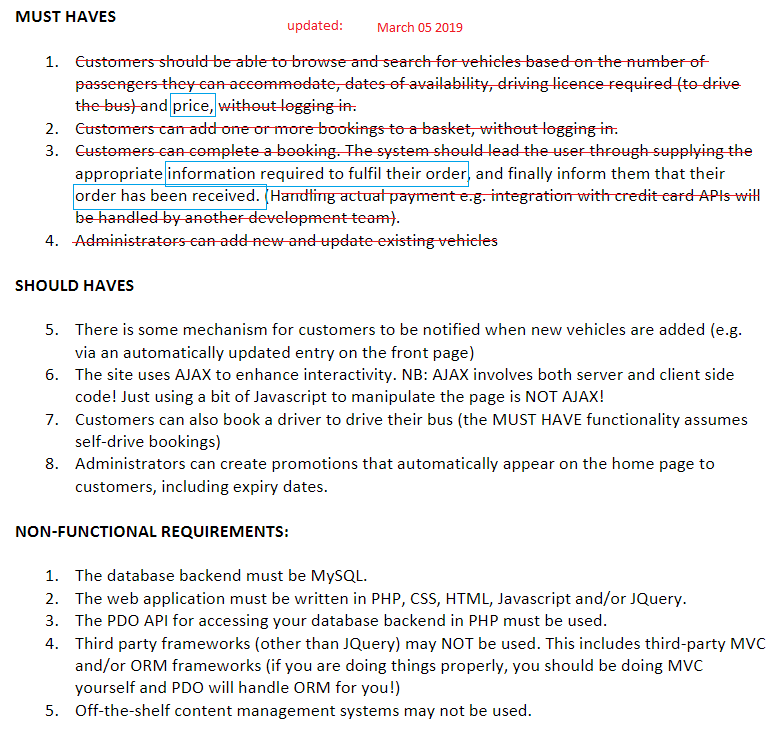 MUST HAVES
updated: March 05 2019
1. Customers should be able to browse and search for vehicles based on the number of
passengers they can accommodate, dates of availability, driving licence required (to drive
the bus) and price, without logging in.
2. Customers can add one or more bookings to a basket, without logging in.
3. Customers can complete a booking. The system should lead the user through supplying the
appropriate information required to fulfil their order, and finally inform them that their
order has been received. (Handling actual payment e.g. integration with credit card APIs will
be handled by another development team).
4. Administrators can add new and update existing vehicles
SHOULD HAVES
5. There is some mechanism for customers to be notified when new vehicles are added (e.g.
via an automatically updated entry on the front page)
6. The site uses AJAX to enhance interactivity. NB: AJAX involves both server and client side
code! Just using a bit of Javascript to manipulate the page is NOT AJAX!
7. Customers can also book a driver to drive their bus (the MUST HAVE functionality assumes
self-drive bookings)
8. Administrators can create promotions that automatically appear on the home page to
customers, including expiry dates.
NON-FUNCTIONAL REQUIREMENTS:
1. The database backend must be MySQL.
2. The web application must be written in PHP, CSS, HTML, Javascript and/or JQuery.
3. The PDO API for accessing your database backend in PHP must be used.
4. Third party frameworks (other than JQuery) may NOT be used. This includes third-party MVC
and/or ORM frameworks (if you are doing things properly, you should be doing MVC
yourself and PDO will handle ORM for you!)
5. Off-the-shelf content management systems may not be used.